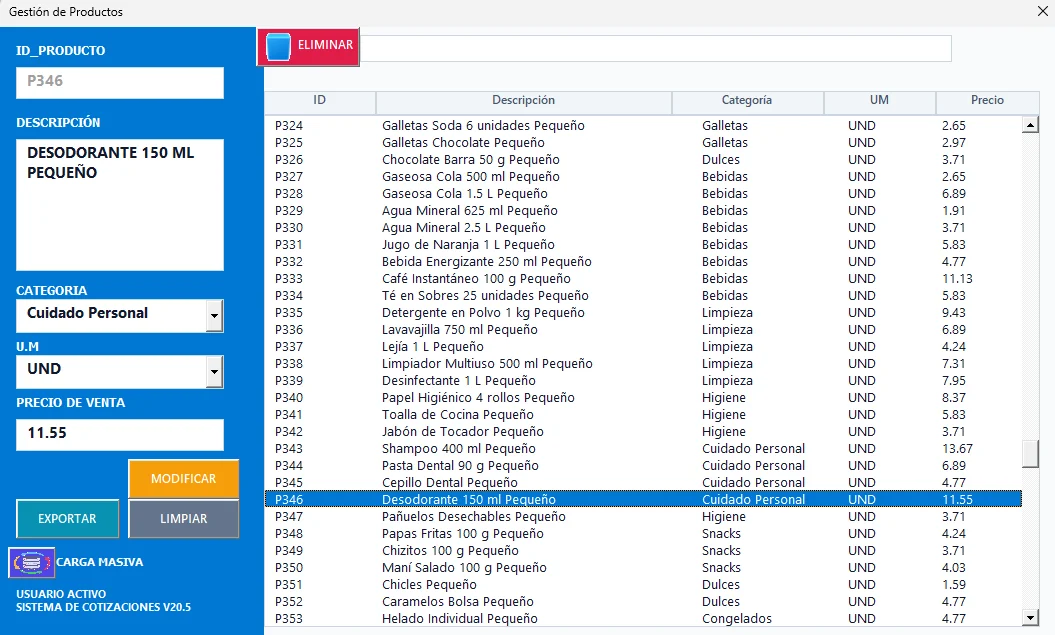 Gestión de Productos
ID_PRODUCTO
P346
DESCRIPCIÓN
DESODORANTE 150 ML
PEQUEÑO
CATEGORIA
Cuidado Personal
U.M
UND
PRECIO DE VENTA
11.55
MODIFICAR
EXPORTAR LIMPIAR
CARGA MASIVA
USUARIO ACTIVO
SISTEMA DE COTIZACIONES V20.5
ELIMINAR
ID Descripción Categoría UM Precio
P324 Galletas Soda 6 unidades Pequeño Galletas UND 2.65
P325 Galletas Chocolate Pequeño Galletas UND 2.97
P326 Chocolate Barra 50 g Pequeño Dulces UND 3.71
P327 Gaseosa Cola 500 ml Pequeño Bebidas UND 2.65
P328 Gaseosa Cola 1.5 L Pequeño Bebidas UND 6.89
P329 Agua Mineral 625 ml Pequeño Bebidas UND 1.91
P330 Agua Mineral 2.5 L Pequeño Bebidas UND 3.71
P331 Jugo de Naranja 1 L Pequeño Bebidas UND 5.83
P332 Bebida Energizante 250 ml Pequeño Bebidas UND 4.77
P333 Café Instantáneo 100 g Pequeño Bebidas UND 11.13
P334 Té en Sobres 25 unidades Pequeño Bebidas UND 5.83
P335 Detergente en Polvo 1 kg Pequeño Limpieza UND 9.43
P336 Lavavajilla 750 ml Pequeño Limpieza UND 6.89
P337 Lejía 1 L Pequeño Limpieza UND 4.24
P338 Limpiador Multiuso 500 ml Pequeño Limpieza UND 7.31
P339 Desinfectante 1 L Pequeño Limpieza UND 7.95
P340 Papel Higiénico 4 rollos Pequeño Higiene UND 8.37
P341 Toalla de Cocina Pequeño Higiene UND 5.83
P342 Jabón de Tocador Pequeño Higiene UND 3.71
P343 Shampoo 400 ml Pequeño Cuidado Personal UND 13.67
P344 Pasta Dental 90 g Pequeño Cuidado Personal UND 6.89
P345 Cepillo Dental Pequeño Cuidado Personal UND 4.77
P346 Desodorante 150 ml Pequeño Cuidado Personal UND 11.55
P347 Pañuelos Desechables Pequeño Higiene UND 3.71
P348 Papas Fritas 100 g Pequeño Snacks UND 4.24
P349 Chizitos 100 g Pequeño Snacks UND 3.71
P350 Maní Salado 100 g Pequeño Snacks UND 4.03
P351 Chicles Pequeño Dulces UND 1.59
P352 Caramelos Bolsa Pequeño Dulces UND 4.77
P353 Helado Individual Pequeño Congelados UND 4.77